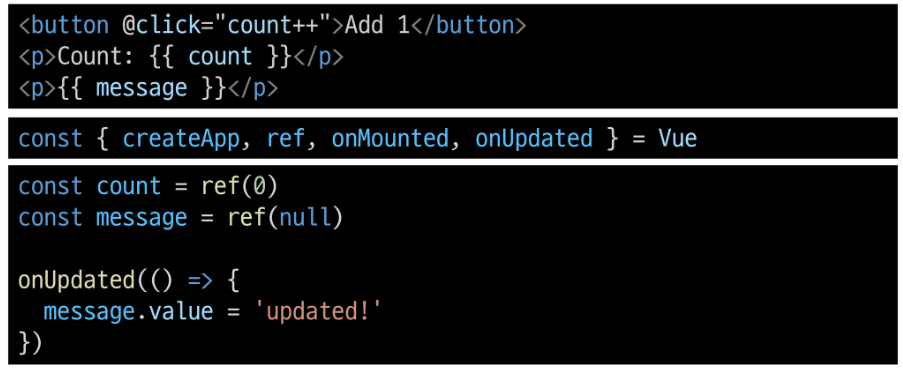 <button @click="count++">Add 1</button>
<p>Count: {{ count }}</p>
<p>{{ message }}</p>
const { createApp, ref, onMounted, onUpdated } = Vue
const count = ref(0)
const message = ref(null)
onUpdated(() => {
  message.value = 'updated!'
})